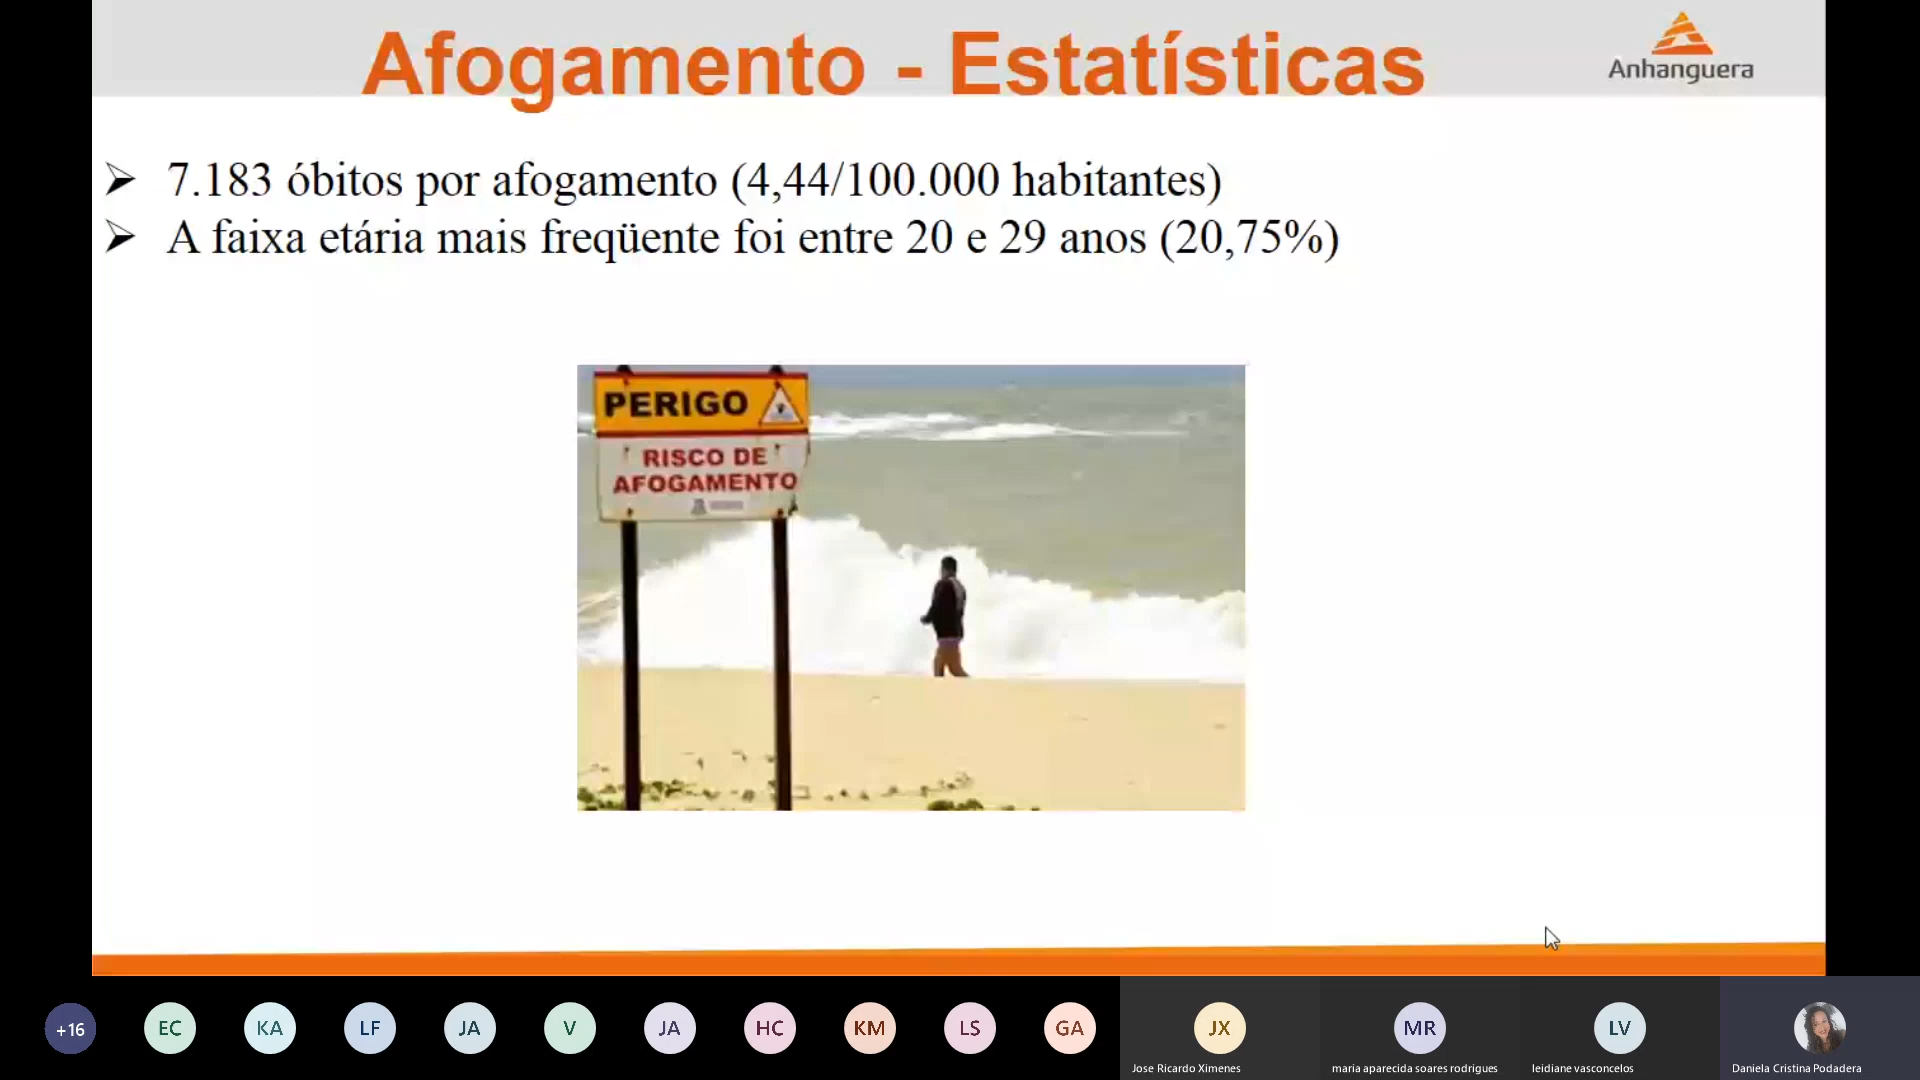 Afogamento - Estatísticas
Anhanguera
7.183 óbitos por afogamento (4,44/100.000 habitantes)
A faixa etária mais freqüente foi entre 20 e 29 anos (20,75%)
PERIGO
RISCO DE
AFOGAMENTO
+16
EC
KA
LF
JA
V
JA
HC
KM
LS
GA
JX
MR
LV
Jose Ricardo Ximenes
maria aparecida soares rodrigues
leidiane vasconcelos
Daniela Cristina Podadera